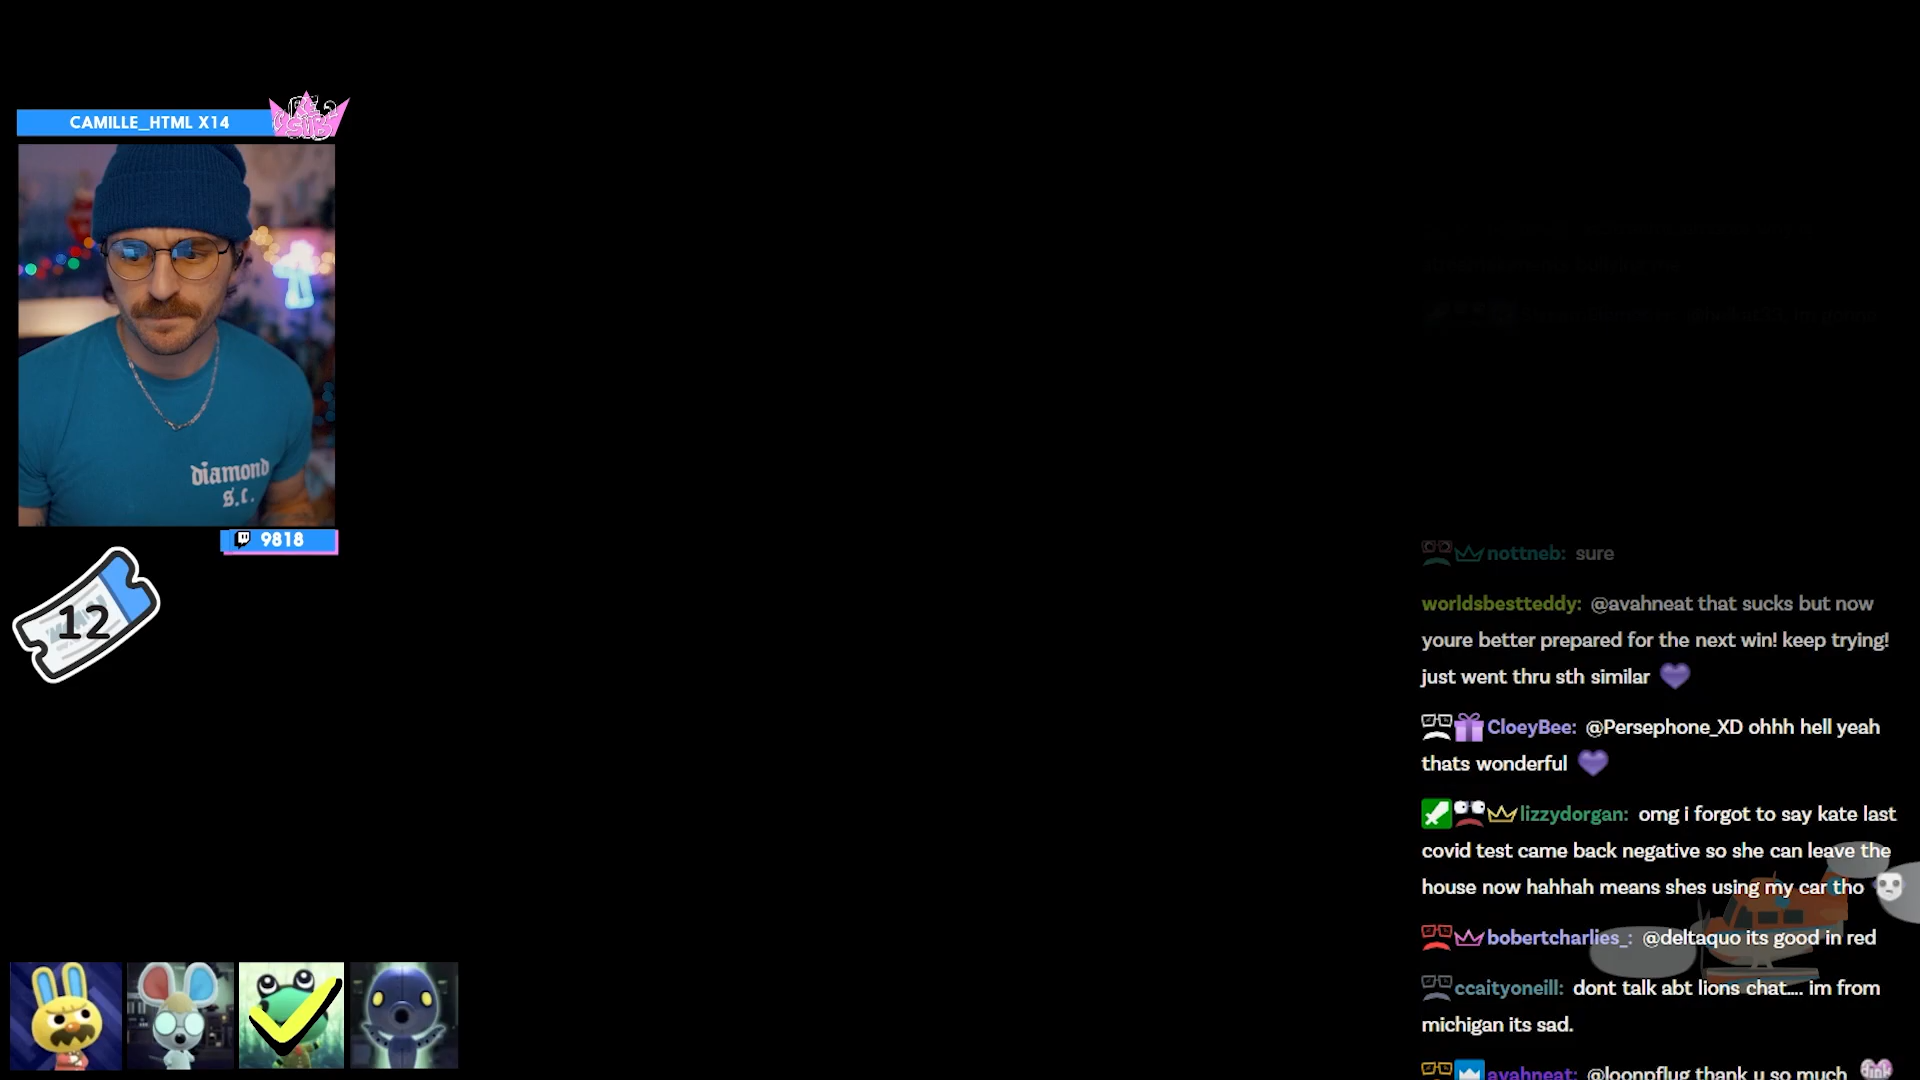 CAMILLE_HTML X14
RE SUB
diamond
s.c.
9818
12
nottneb: sure
worldsbestteddy: @avahneat that sucks but now
youre better prepared for the next win! keep trying!
just went thru sth similar
CloeyBee: @Persephone_XD ohhh hell yeah
thats wonderful
lizzydorgan: omg i forgot to say kate last
covid test came back negative so she can leave the
house now hahhah means shes using my car tho
bobertcharlies_: @deltaquo its good in red
ccaityoneill: dont talk abt lions chat.... im from
michigan its sad.
avahneat: @loonpflug thank u so much